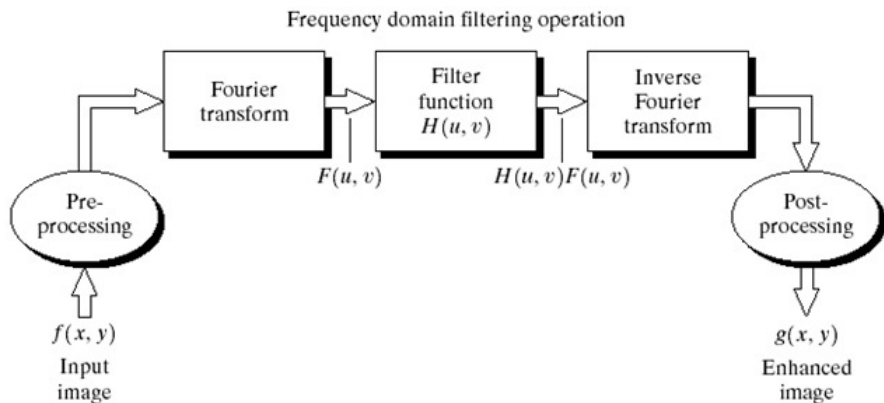 Frequency domain filtering operation
Fourier
transform
Filter
function
H(u, v)
Inverse
Fourier
transform
F(u, v)
H(u, v)F(u, v)
Pre-
processing
Post-
processing
f(x, y)
Input
image
g(x, y)
Enhanced
image